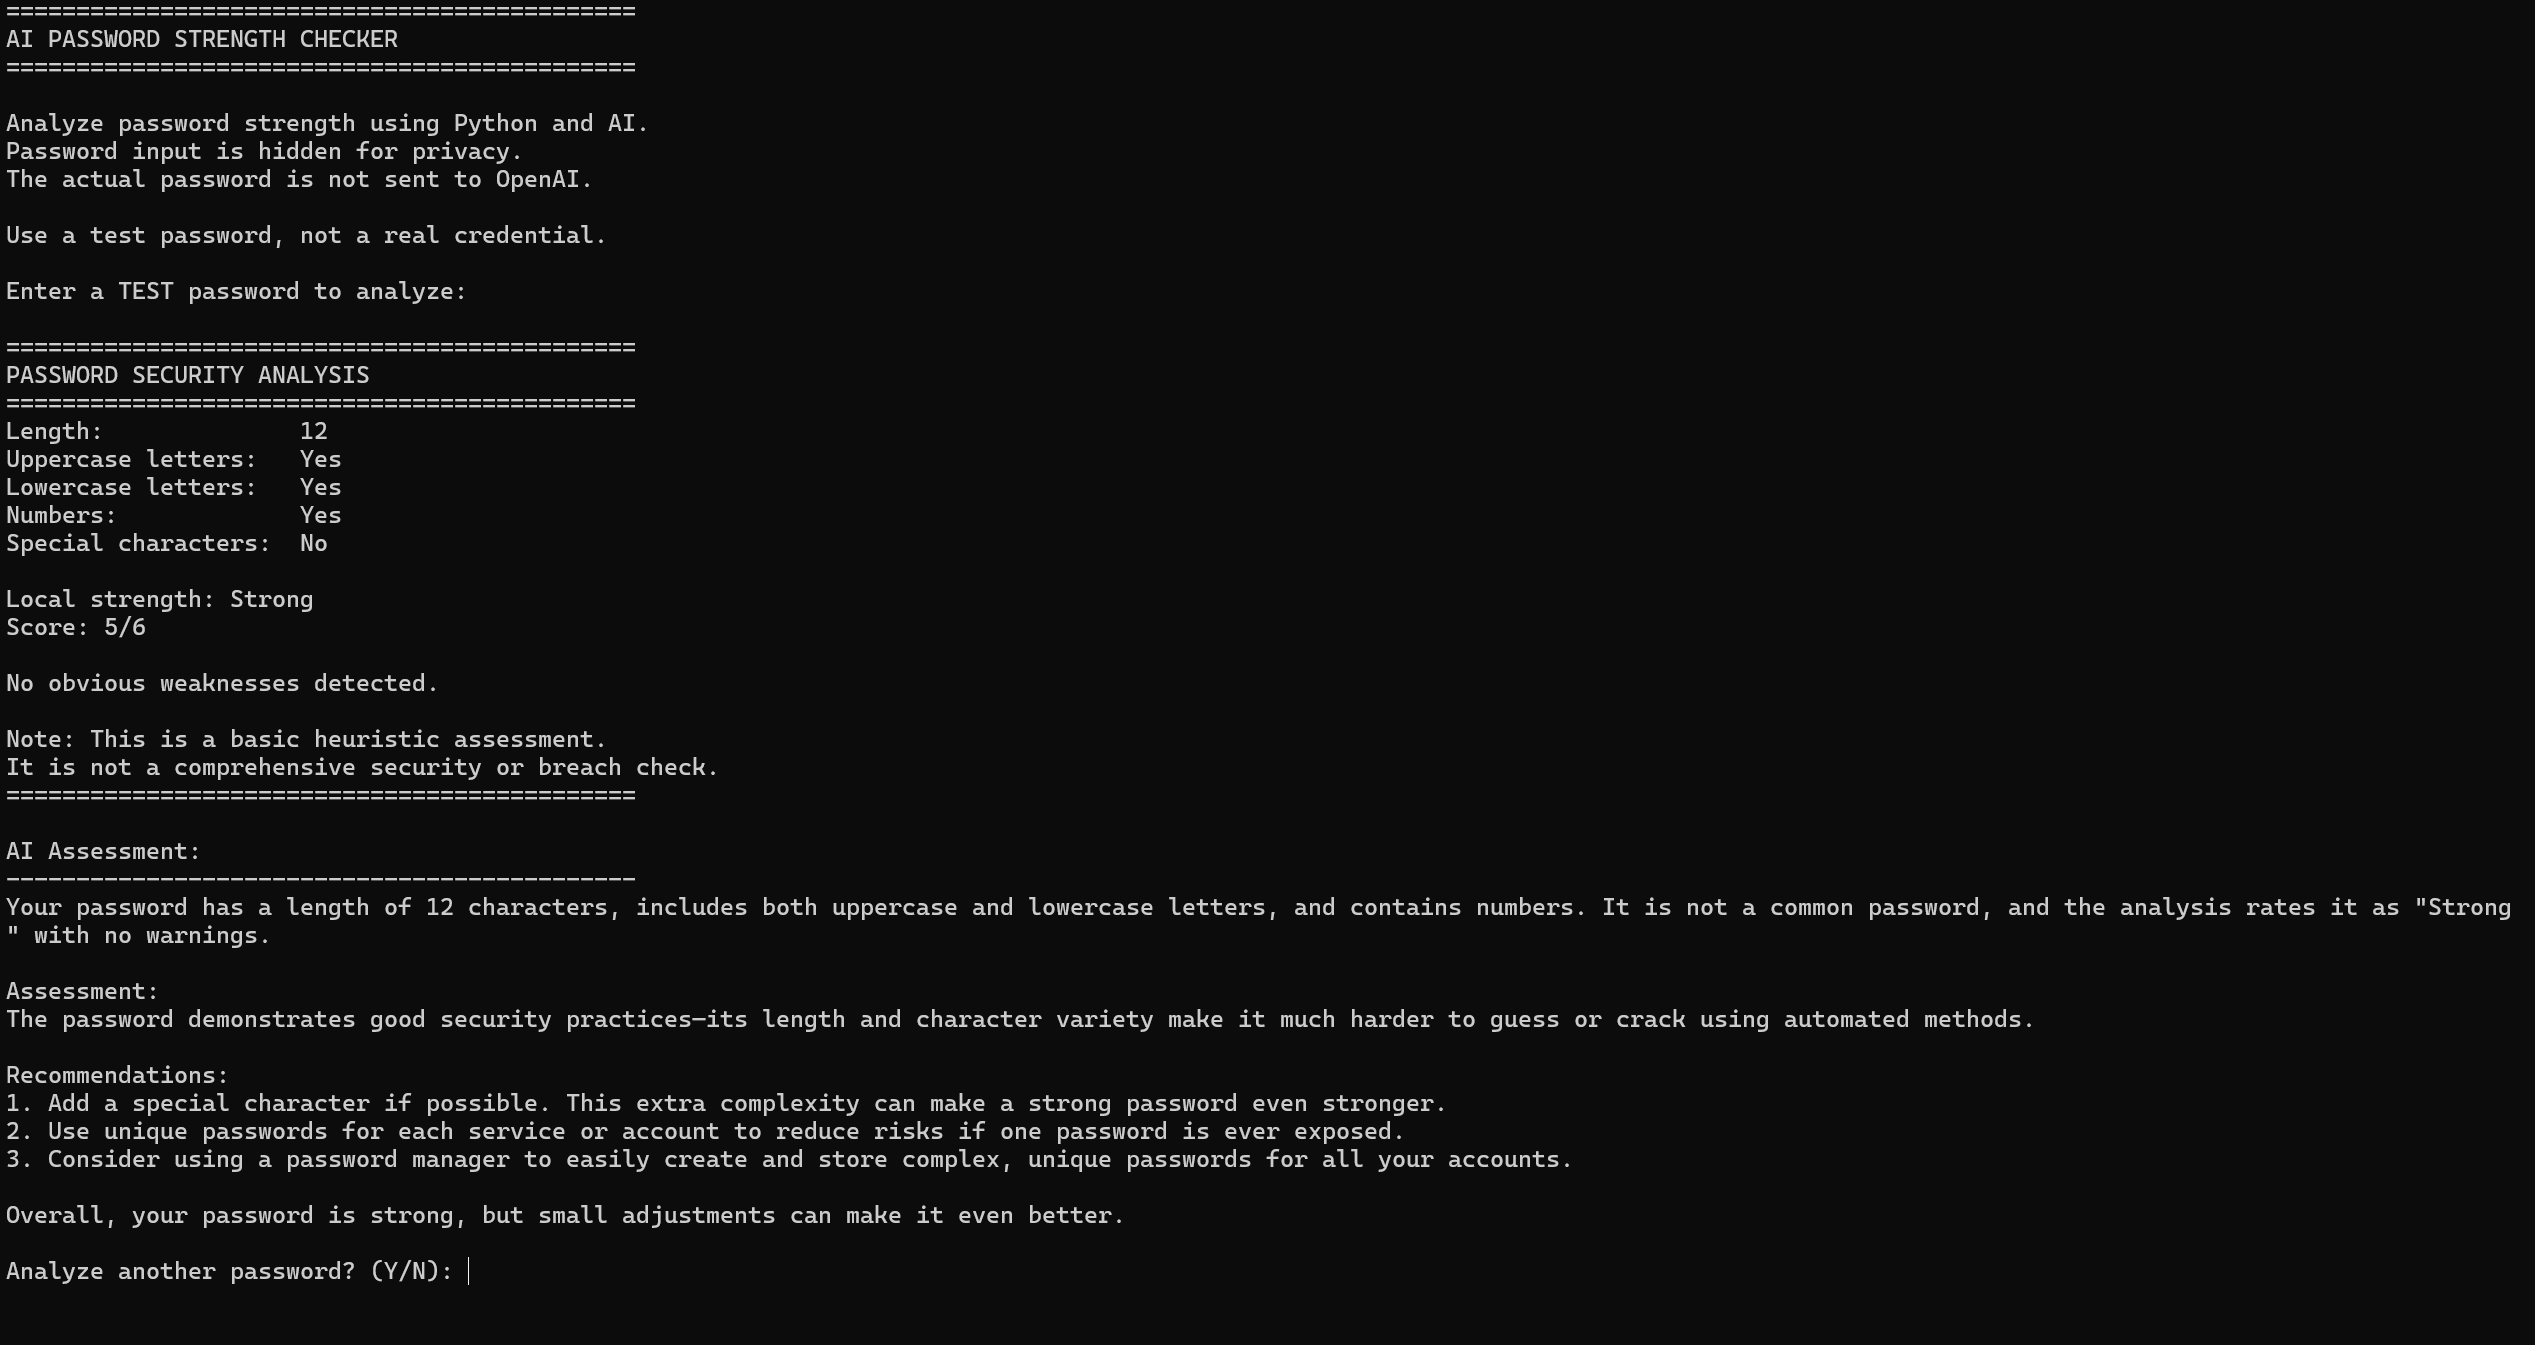 =============================================
AI PASSWORD STRENGTH CHECKER
=============================================
Analyze password strength using Python and AI.
Password input is hidden for privacy.
The actual password is not sent to OpenAI.
Use a test password, not a real credential.
Enter a TEST password to analyze:
=============================================
PASSWORD SECURITY ANALYSIS
=============================================
Length:              12
Uppercase letters:   Yes
Lowercase letters:   Yes
Numbers:             Yes
Special characters:  No
Local strength: Strong
Score: 5/6
No obvious weaknesses detected.
Note: This is a basic heuristic assessment.
It is not a comprehensive security or breach check.
=============================================
AI Assessment:
---------------------------------------------
Your password has a length of 12 characters, includes both uppercase and lowercase letters, and contains numbers. It is not a common password, and the analysis rates it as "Strong
" with no warnings.
Assessment:
The password demonstrates good security practices—its length and character variety make it much harder to guess or crack using automated methods.
Recommendations:
1. Add a special character if possible. This extra complexity can make a strong password even stronger.
2. Use unique passwords for each service or account to reduce risks if one password is ever exposed.
3. Consider using a password manager to easily create and store complex, unique passwords for all your accounts.
Overall, your password is strong, but small adjustments can make it even better.
Analyze another password? (Y/N):